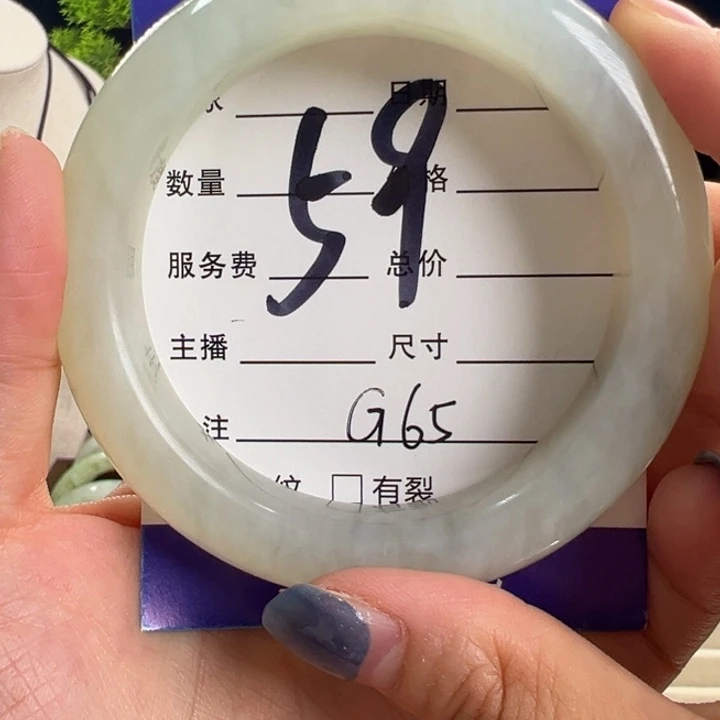 日期
59
数量 格
服务费 总价
主播 尺寸
注 G65
纹 □ 有裂